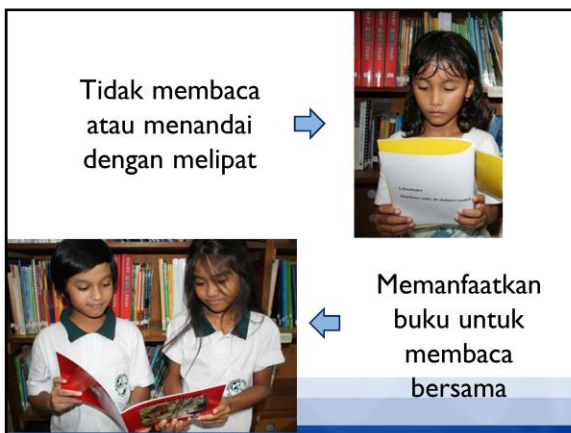 Tidak membaca
atau menandai
dengan melipat
Memanfaatkan
buku untuk
membaca
bersama